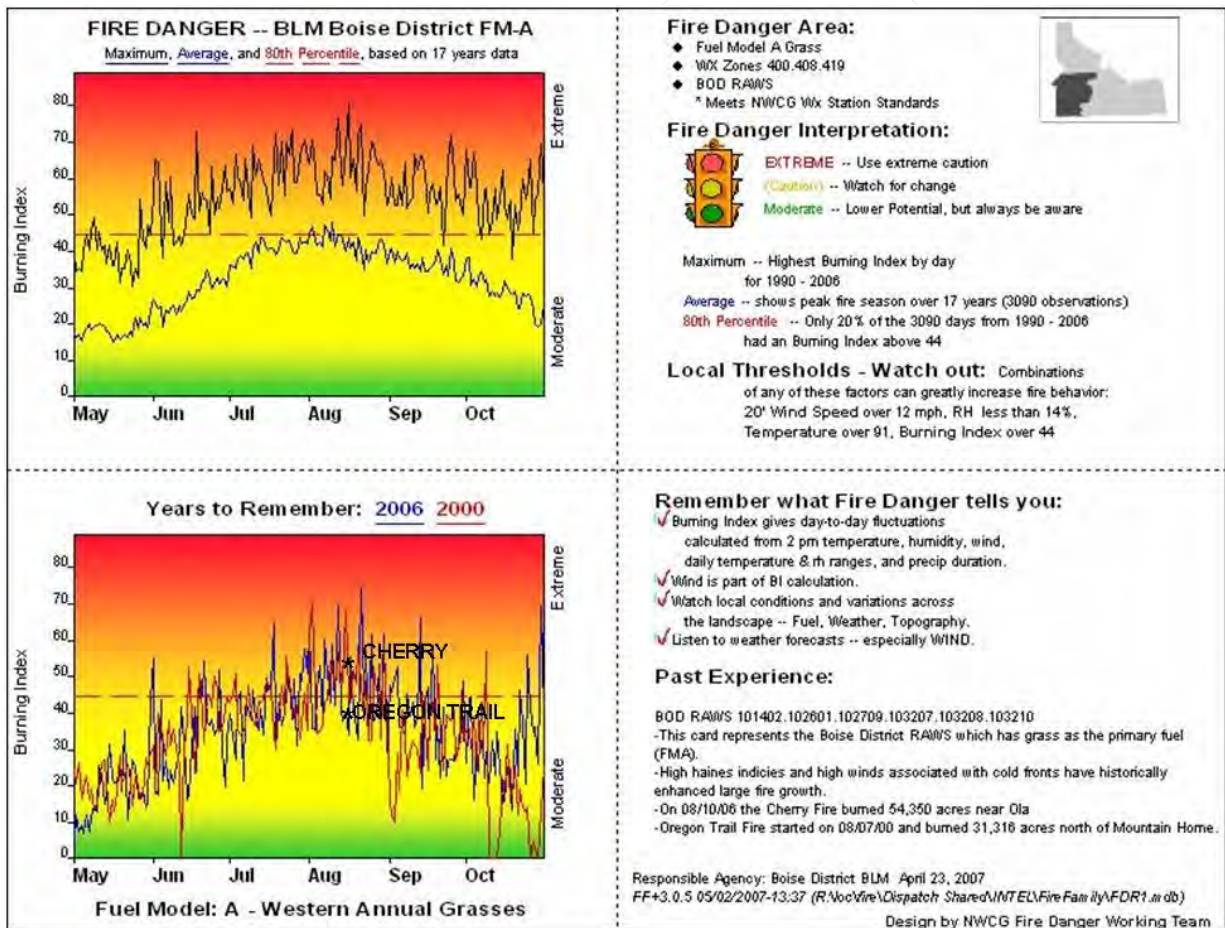 FIRE DANGER -- BLM Boise District FM-A
Maximum, Average, and 80th Percentile, based on 17 years data
Burning Index
80
70
60
50
40
30
20
10
0
Extreme
Moderate
May Jun Jul Aug Sep Oct
Fire Danger Area:
◆ Fuel Model A Grass
◆ WX Zones 400.408.419
◆ BOD RAWS
* Meets NWCG Wx Station Standards
Fire Danger Interpretation:
EXTREME -- Use extreme caution
(Caution) -- Watch for change
Moderate -- Lower Potential, but always be aware
Maximum -- Highest Burning Index by day
for 1990 - 2006
Average -- shows peak fire season over 17 years (3090 observations)
80th Percentile -- Only 20% of the 3090 days from 1990 - 2006
had an Burning Index above 44
Local Thresholds - Watch out: Combinations
of any of these factors can greatly increase fire behavior:
20' Wind Speed over 12 mph, RH less than 14%,
Temperature over 91, Burning Index over 44
Years to Remember: 2006 2000
Burning Index
80
70
60
50
40
30
20
10
0
Extreme
Moderate
CHERRY
OREGON TRAIL
May Jun Jul Aug Sep Oct
Fuel Model: A - Western Annual Grasses
Remember what Fire Danger tells you:
✓ Burning Index gives day-to-day fluctuations
calculated from 2 pm temperature, humidity, wind,
daily temperature & rh ranges, and precip duration.
✓ Wind is part of BI calculation.
✓ Watch local conditions and variations across
the landscape -- Fuel, Weather, Topography.
✓ Listen to weather forecasts -- especially WIND.
Past Experience:
BOD RAWS 101402.102601.102709.103207.103208.103210
-This card represents the Boise District RAWS which has grass as the primary fuel
(FMA).
-High haines indicies and high winds associated with cold fronts have historically
enhanced large fire growth.
-On 08/10/06 the Cherry Fire burned 54,350 acres near Ola
-Oregon Trail Fire started on 08/07/00 and burned 31,316 acres north of Mountain Home.
Responsible Agency: Boise District BLM April 23, 2007
FF+3.0.5 05/02/2007-13:37 (R:\loc\fire\Dispatch Shared\INTEL\FireFamily\FDR1.mdb)
Design by NWCG Fire Danger Working Team